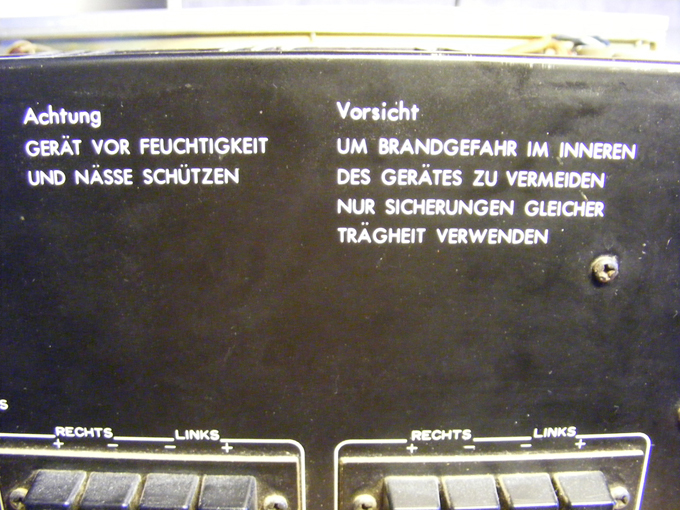 Achtung
GERÄT VOR FEUCHTIGKEIT
UND NÄSSE SCHÜTZEN
Vorsicht
UM BRANDGEFAHR IM INNEREN
DES GERÄTES ZU VERMEIDEN
NUR SICHERUNGEN GLEICHER
TRÄGHEIT VERWENDEN
S
RECHTS LINKS
+ − − +
RECHTS LINKS
+ − − +